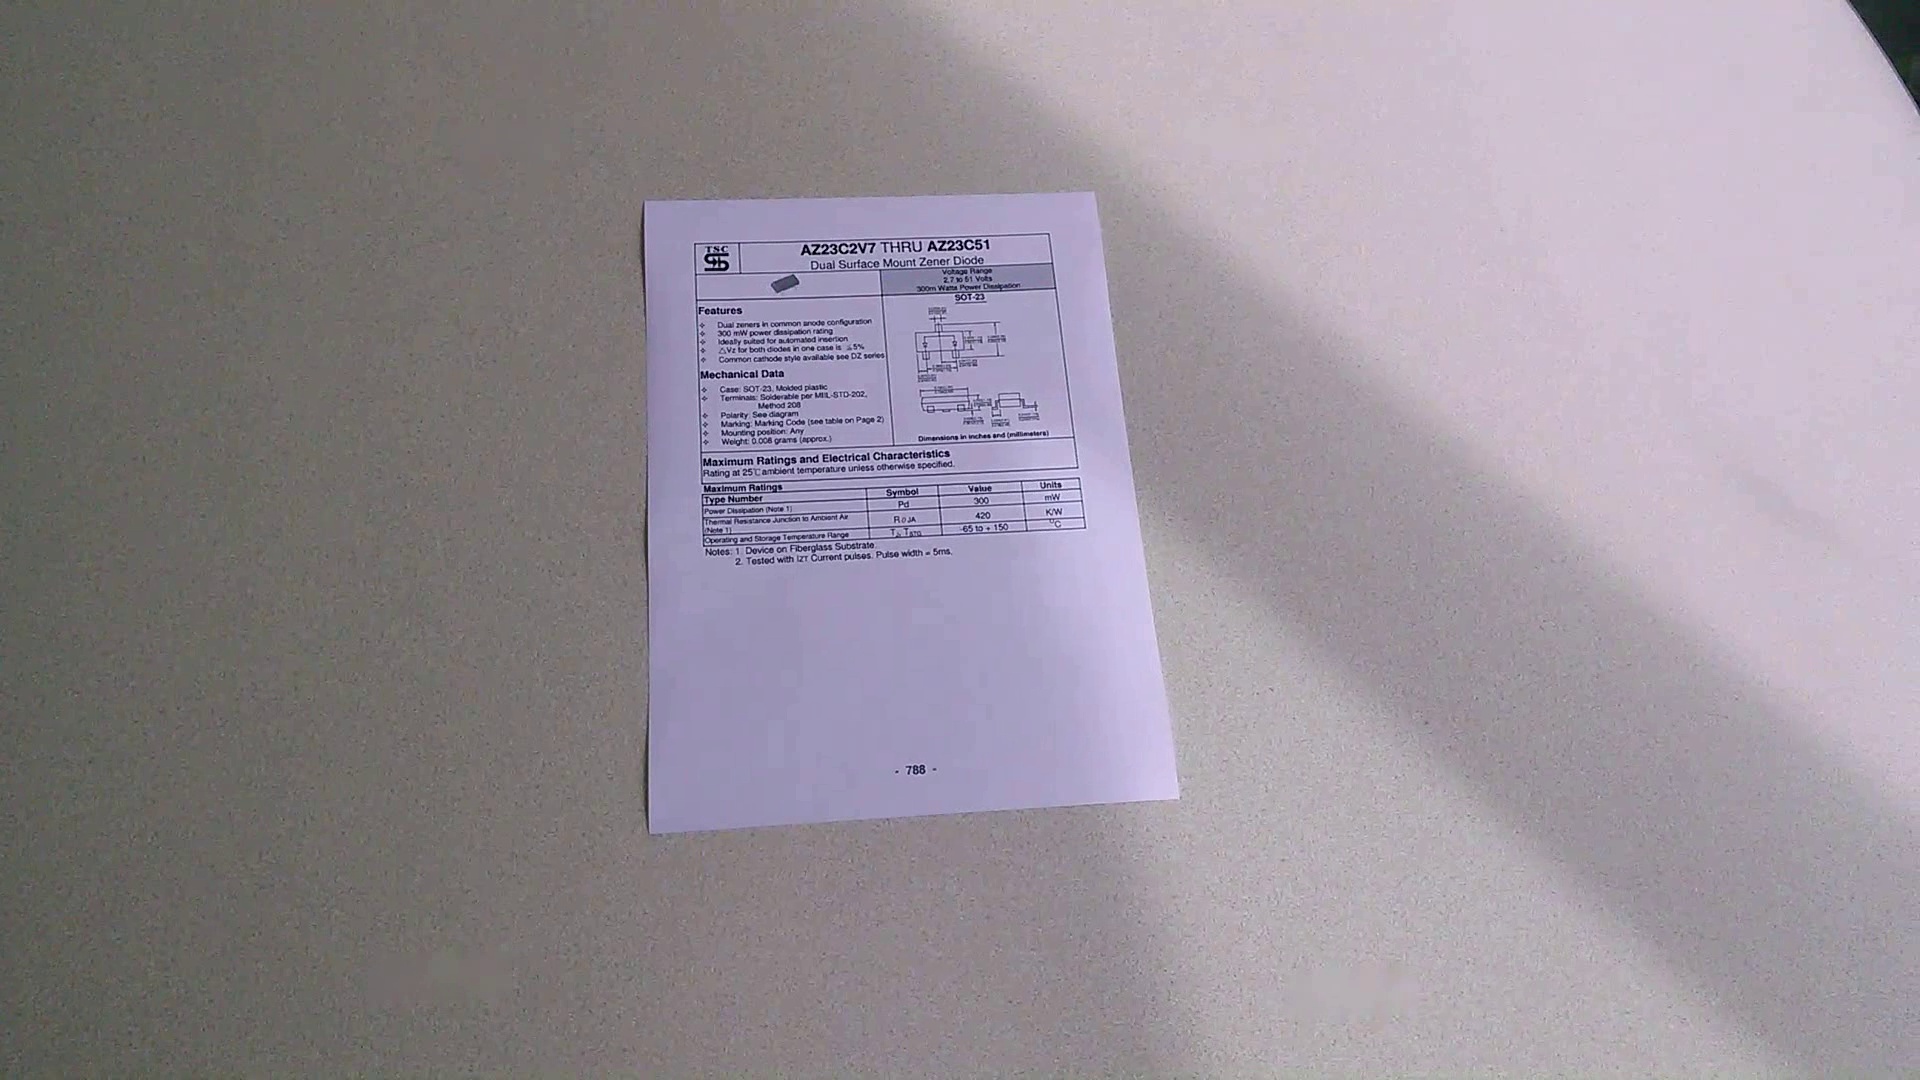 TSC
AZ23C2V7 THRU AZ23C51
Dual Surface Mount Zener Diode
Voltage Range
2.7 to 51 Volts
300m Watts Power Dissipation
SOT-23
Features
Dual zeners in common anode configuration
300 mW power dissipation rating
Ideally suited for automated insertion
△Vz for both diodes in one case is ≦5%
Common cathode style available see DZ series
Mechanical Data
Case: SOT-23, Molded plastic
Terminals: Solderable per MIIL-STD-202,
Method 208
Polarity: See diagram
Marking: Marking Code (see table on Page 2)
Mounting position: Any
Weight: 0.008 grams (approx.)
Dimensions in inches and (millimeters)
Maximum Ratings and Electrical Characteristics
Rating at 25℃ ambient temperature unless otherwise specified.
Maximum Ratings
Type Number Symbol Value Units
Power Dissipation (Note 1) Pd 300 mW
Thermal Resistance Junction to Ambient Air
(Note 1) RθJA 420 K/W
Operating and Storage Temperature Range TJ, TSTG -65 to + 150 °C
Notes: 1. Device on Fiberglass Substrate.
2. Tested with IZT Current pulses. Pulse width = 5ms.
- 788 -